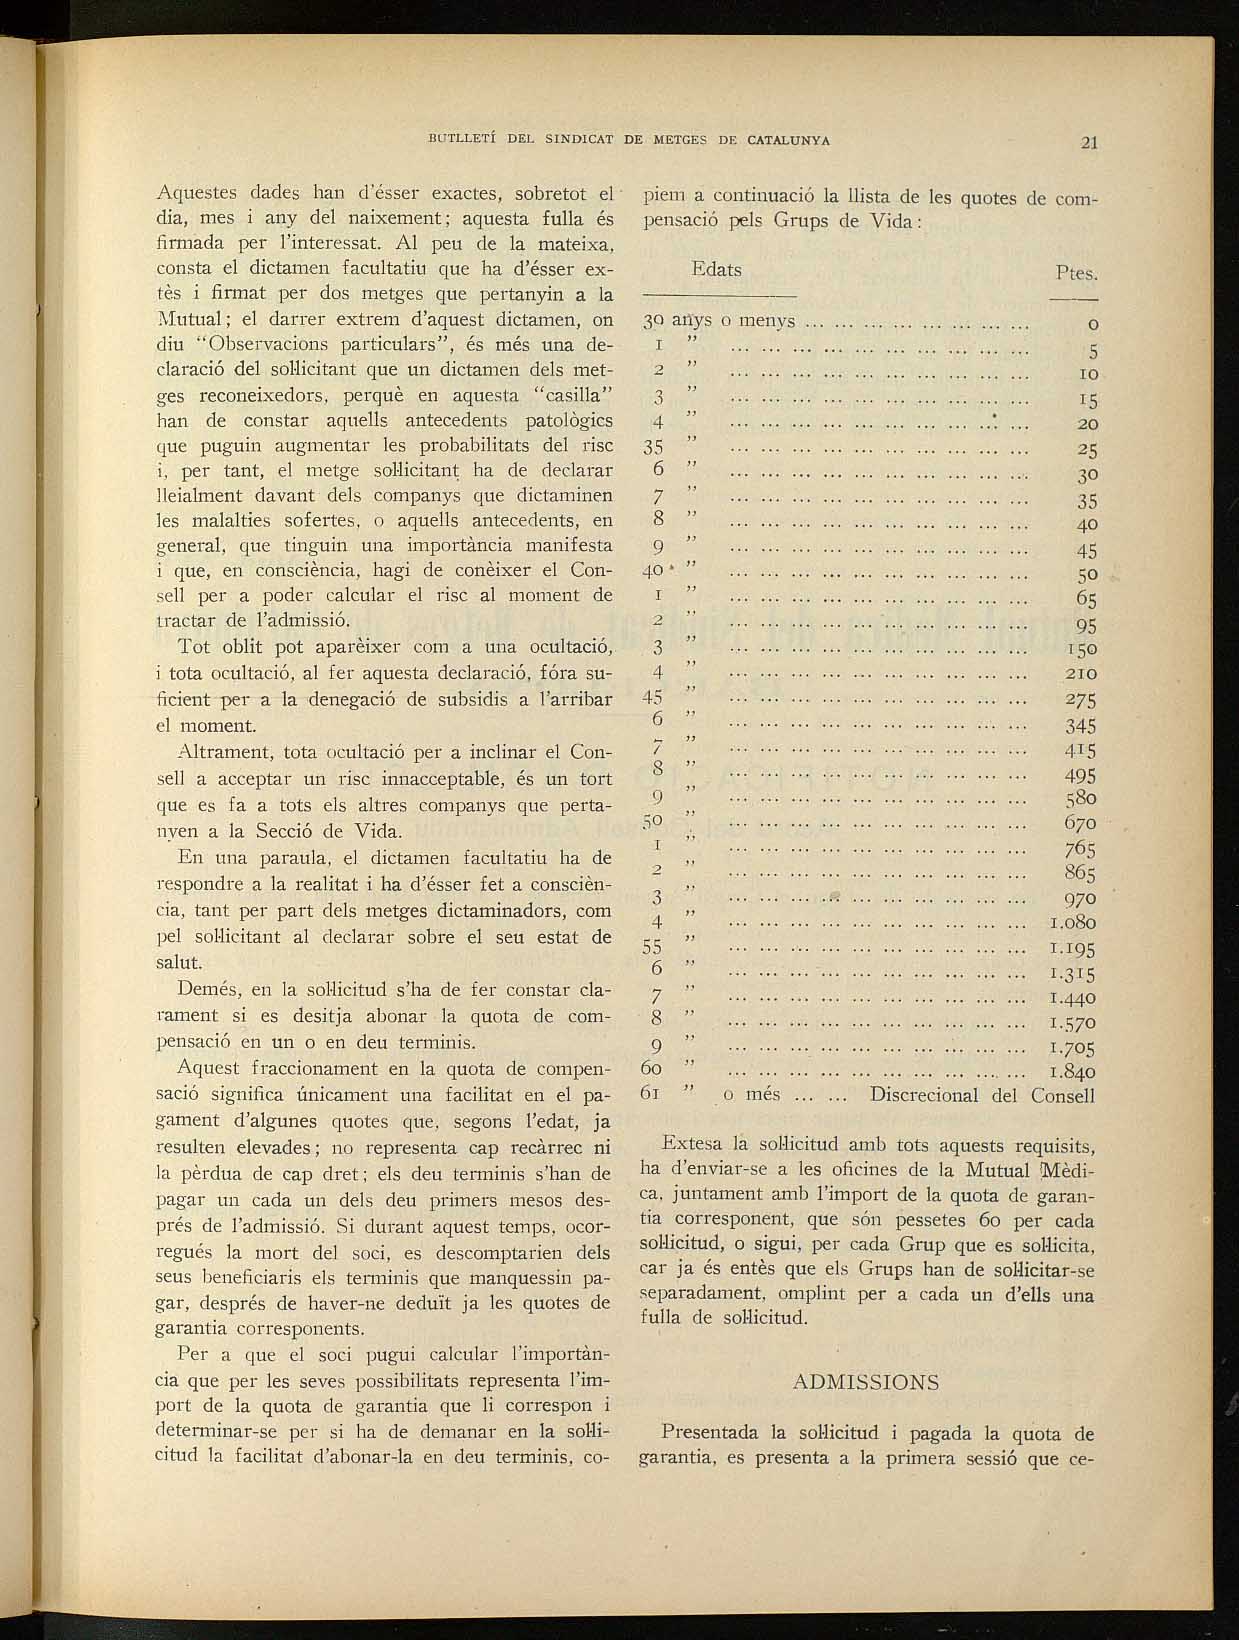 BUTLLETÍ DEL SINDICAT DE METGES DE CATALUNYA 21
Aquestes dades han d'ésser exactes, sobretot el
dia, mes i any del naixement; aquesta fulla és
firmada per l'interessat. Al peu de la mateixa,
consta el dictamen facultatiu que ha d'ésser ex-
tès i firmat per dos metges que pertanyin a la
Mutual; el darrer extrem d'aquest dictamen, on
diu "Observacions particulars", és més una de-
claració del sol·licitant que un dictamen dels met-
ges reconeixedors, perquè en aquesta "casilla"
han de constar aquells antecedents patològics
que puguin augmentar les probabilitats del risc
i, per tant, el metge sol·licitant ha de declarar
lleialment davant dels companys que dictaminen
les malalties sofertes, o aquells antecedents, en
general, que tinguin una importància manifesta
i que, en consciència, hagi de conèixer el Con-
sell per a poder calcular el risc al moment de
tractar de l'admissió.
Tot oblit pot aparèixer com a una ocultació,
i tota ocultació, al fer aquesta declaració, fóra su-
ficient per a la denegació de subsidis a l'arribar
el moment.
Altrament, tota ocultació per a inclinar el Con-
sell a acceptar un risc innacceptable, és un tort
que es fa a tots els altres companys que perta-
nyen a la Secció de Vida.
En una paraula, el dictamen facultatiu ha de
respondre a la realitat i ha d'ésser fet a conscièn-
cia, tant per part dels metges dictaminadors, com
pel sol·licitant al declarar sobre el seu estat de
salut.
Demés, en la sol·licitud s'ha de fer constar cla-
rament si es desitja abonar la quota de com-
pensació en un o en deu terminis.
Aquest fraccionament en la quota de compen-
sació significa únicament una facilitat en el pa-
gament d'algunes quotes que, segons l'edat, ja
resulten elevades; no representa cap recàrrec ni
la pèrdua de cap dret; els deu terminis s'han de
pagar un cada un dels deu primers mesos des-
prés de l'admissió. Si durant aquest temps, ocor-
regués la mort del soci, es descomptarien dels
seus beneficiaris els terminis que manquessin pa-
gar, després de haver-ne deduït ja les quotes de
garantia corresponents.
Per a que el soci pugui calcular l'importàn-
cia que per les seves possibilitats representa l'im-
port de la quota de garantia que li correspon i
determinar-se per si ha de demanar en la sol·li-
citud la facilitat d'abonar-la en deu terminis, co-
piem a continuació la llista de les quotes de com-
pensació pels Grups de Vida:
Edats Ptes.
30 anys o menys ... ... ... ... ... ... ... ... 0
1 " ... ... ... ... ... ... ... ... ... ... 5
2 " ... ... ... ... ... ... ... ... ... ... 10
3 " ... ... ... ... ... ... ... ... ... ... 15
4 " ... ... ... ... ... ... ... ... ... ... 20
35 " ... ... ... ... ... ... ... ... ... ... 25
6 " ... ... ... ... ... ... ... ... ... ... 30
7 " ... ... ... ... ... ... ... ... ... ... 35
8 " ... ... ... ... ... ... ... ... ... ... 40
9 " ... ... ... ... ... ... ... ... ... ... 45
40 " ... ... ... ... ... ... ... ... ... ... 50
1 " ... ... ... ... ... ... ... ... ... ... 65
2 " ... ... ... ... ... ... ... ... ... ... 95
3 " ... ... ... ... ... ... ... ... ... ... 150
4 " ... ... ... ... ... ... ... ... ... ... 210
45 " ... ... ... ... ... ... ... ... ... ... 275
6 " ... ... ... ... ... ... ... ... ... ... 345
7 " ... ... ... ... ... ... ... ... ... ... 415
8 " ... ... ... ... ... ... ... ... ... ... 495
9 " ... ... ... ... ... ... ... ... ... ... 580
50 " ... ... ... ... ... ... ... ... ... ... 670
1 " ... ... ... ... ... ... ... ... ... ... 765
2 " ... ... ... ... ... ... ... ... ... ... 865
3 " ... ... ... ... ... ... ... ... ... ... 970
4 " ... ... ... ... ... ... ... ... ... ... 1.080
55 " ... ... ... ... ... ... ... ... ... ... 1.195
6 " ... ... ... ... ... ... ... ... ... ... 1.315
7 " ... ... ... ... ... ... ... ... ... ... 1.440
8 " ... ... ... ... ... ... ... ... ... ... 1.570
9 " ... ... ... ... ... ... ... ... ... ... 1.705
60 " ... ... ... ... ... ... ... ... ... ... 1.840
61 " o més ... ... Discrecional del Consell
Extesa la sol·licitud amb tots aquests requisits,
ha d'enviar-se a les oficines de la Mutual Mèdi-
ca, juntament amb l'import de la quota de garan-
tia corresponent, que són pessetes 60 per cada
sol·licitud, o sigui, per cada Grup que es sol·licita,
car ja és entès que els Grups han de sol·licitar-se
separadament, omplint per a cada un d'ells una
fulla de sol·licitud.
ADMISSIONS
Presentada la sol·licitud i pagada la quota de
garantia, es presenta a la primera sessió que ce-